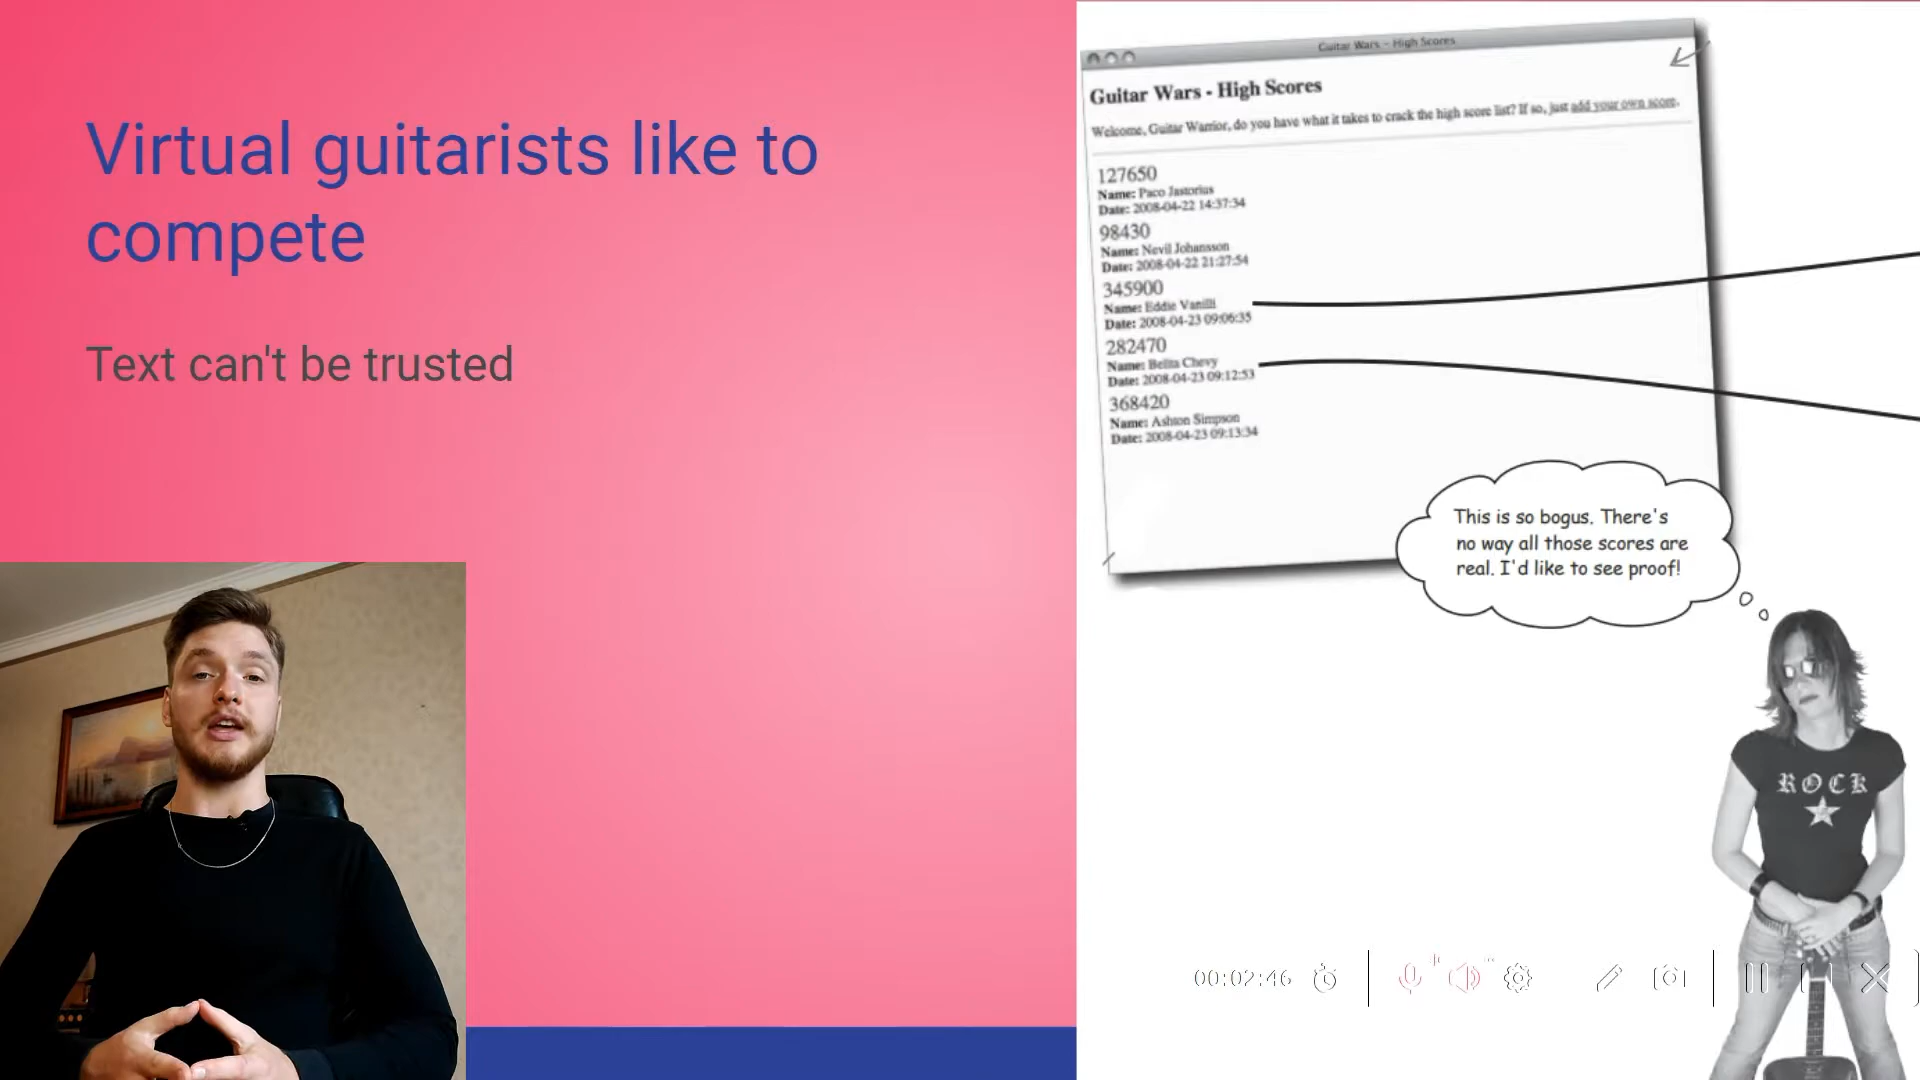 Virtual guitarists like to
compete
Text can't be trusted
Guitar Wars - High Scores
Guitar Wars - High Scores
Welcome, Guitar Warrior, do you have what it takes to crack the high score list? If so, just add your own score.
127650
Name: Paco Jastorius
Date: 2008-04-22 14:37:34
98430
Name: Nevil Johansson
Date: 2008-04-22 21:27:54
345900
Name: Eddie Vanilli
Date: 2008-04-23 09:06:35
282470
Name: Belita Chevy
Date: 2008-04-23 09:12:53
368420
Name: Ashton Simpson
Date: 2008-04-23 09:13:34
This is so bogus. There's
no way all those scores are
real. I'd like to see proof!
ROCK
00:02:46